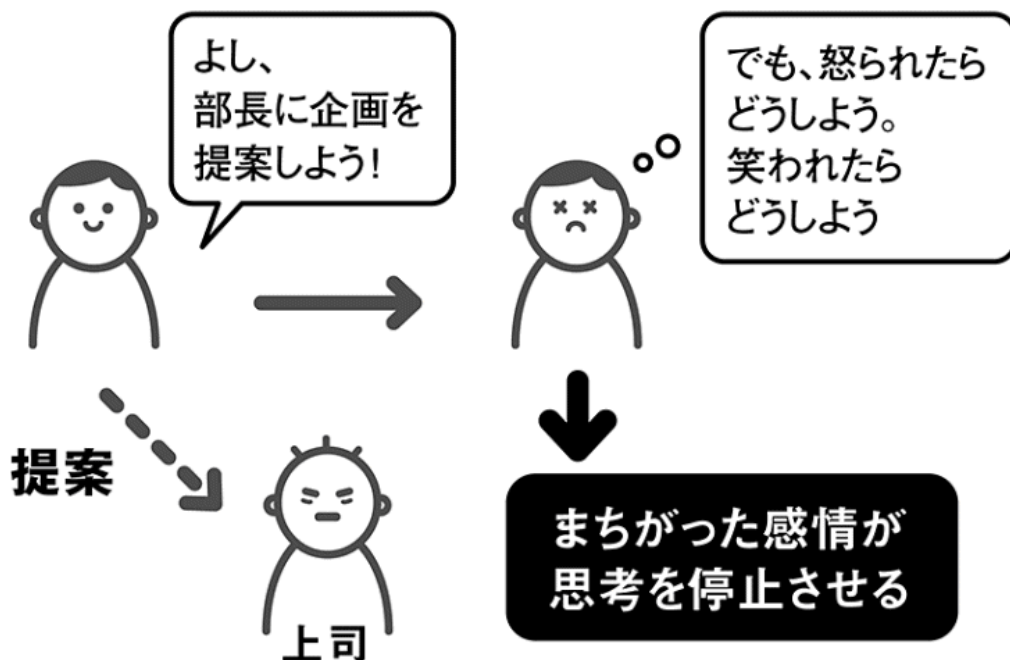 よし、
部長に企画を
提案しよう!
でも、怒られたら
どうしよう。
笑われたら
どうしよう
提案
上司
まちがった感情が
思考を停止させる